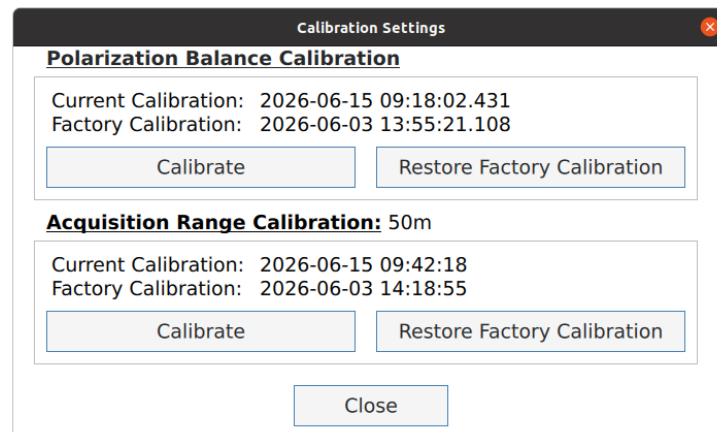 Calibration Settings
Polarization Balance Calibration
Current Calibration: 2026-06-15 09:18:02.431
Factory Calibration: 2026-06-03 13:55:21.108
Calibrate Restore Factory Calibration
Acquisition Range Calibration: 50m
Current Calibration: 2026-06-15 09:42:18
Factory Calibration: 2026-06-03 14:18:55
Calibrate Restore Factory Calibration
Close